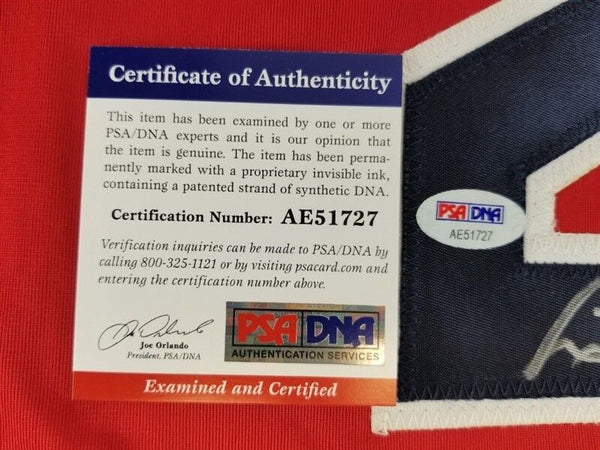 Certificate of Authenticity
This item has been examined by one or more
PSA/DNA experts and it is our opinion that
the item is genuine. The item has been perma-
nently marked with a proprietary invisible ink,
containing a patented strand of synthetic DNA.
Certification Number: AE51727
Verification inquiries can be made to PSA/DNA by
calling 800-325-1121 or by visiting psacard.com and
entering the certification number above.
Joe Orlando
President, PSA/DNA
PSA DNA
AUTHENTICATION SERVICES
Examined and Certified
PSA DNA
AE51727